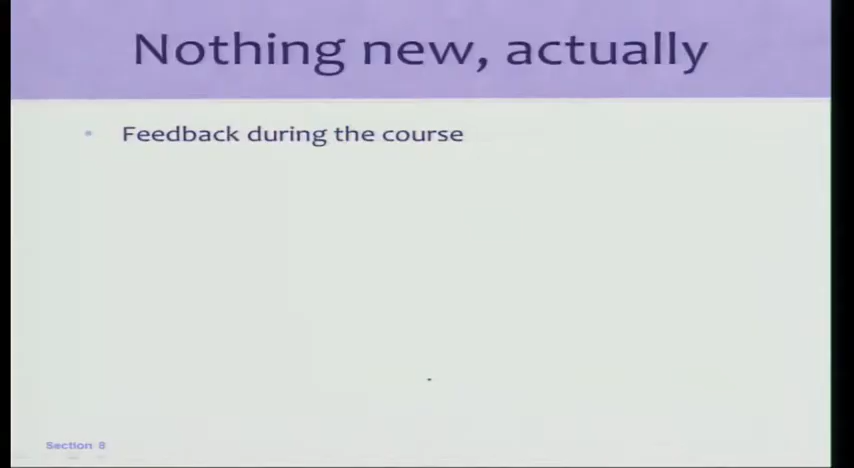 Nothing new, actually
Feedback during the course
Section 8